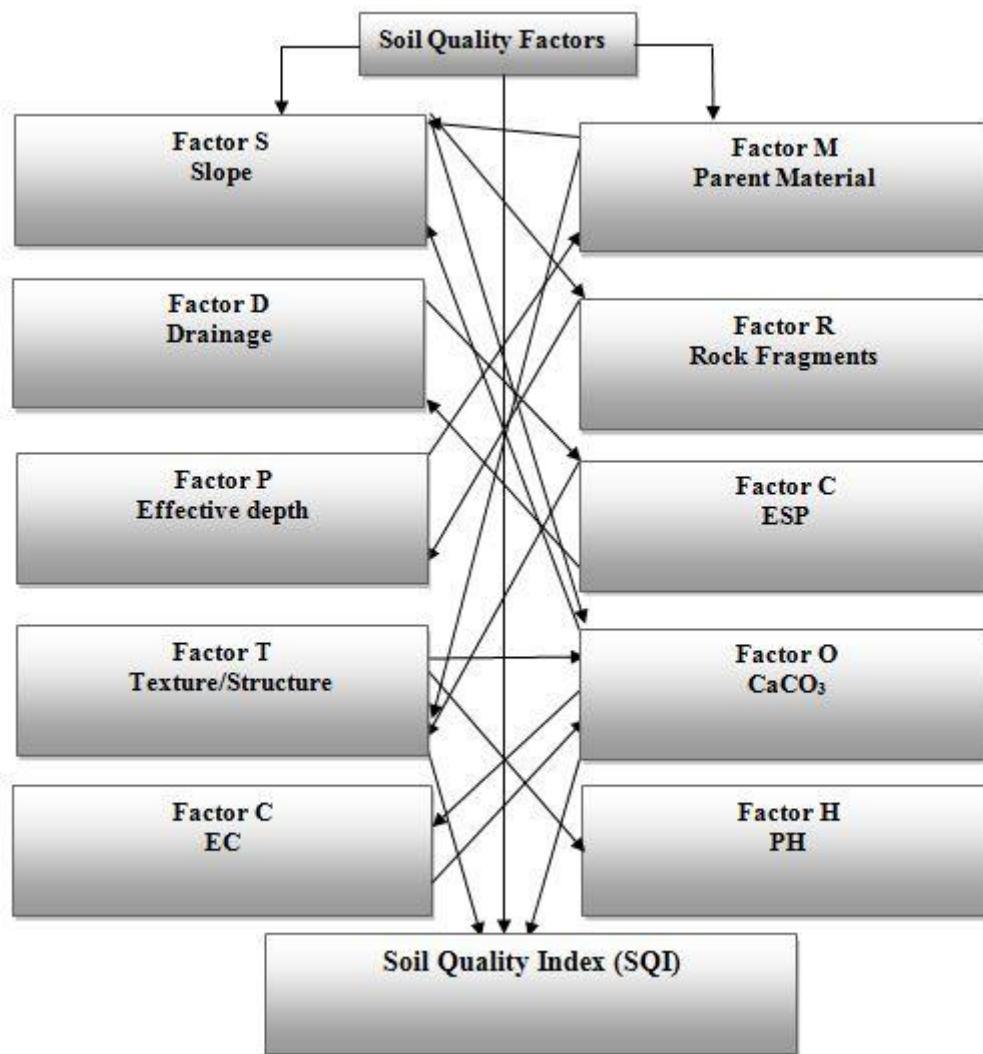 Soil Quality Factors
Factor S
Slope
Factor M
Parent Material
Factor D
Drainage
Factor R
Rock Fragments
Factor P
Effective depth
Factor C
ESP
Factor T
Texture/Structure
Factor O
CaCO₃
Factor C
EC
Factor H
PH
Soil Quality Index (SQI)